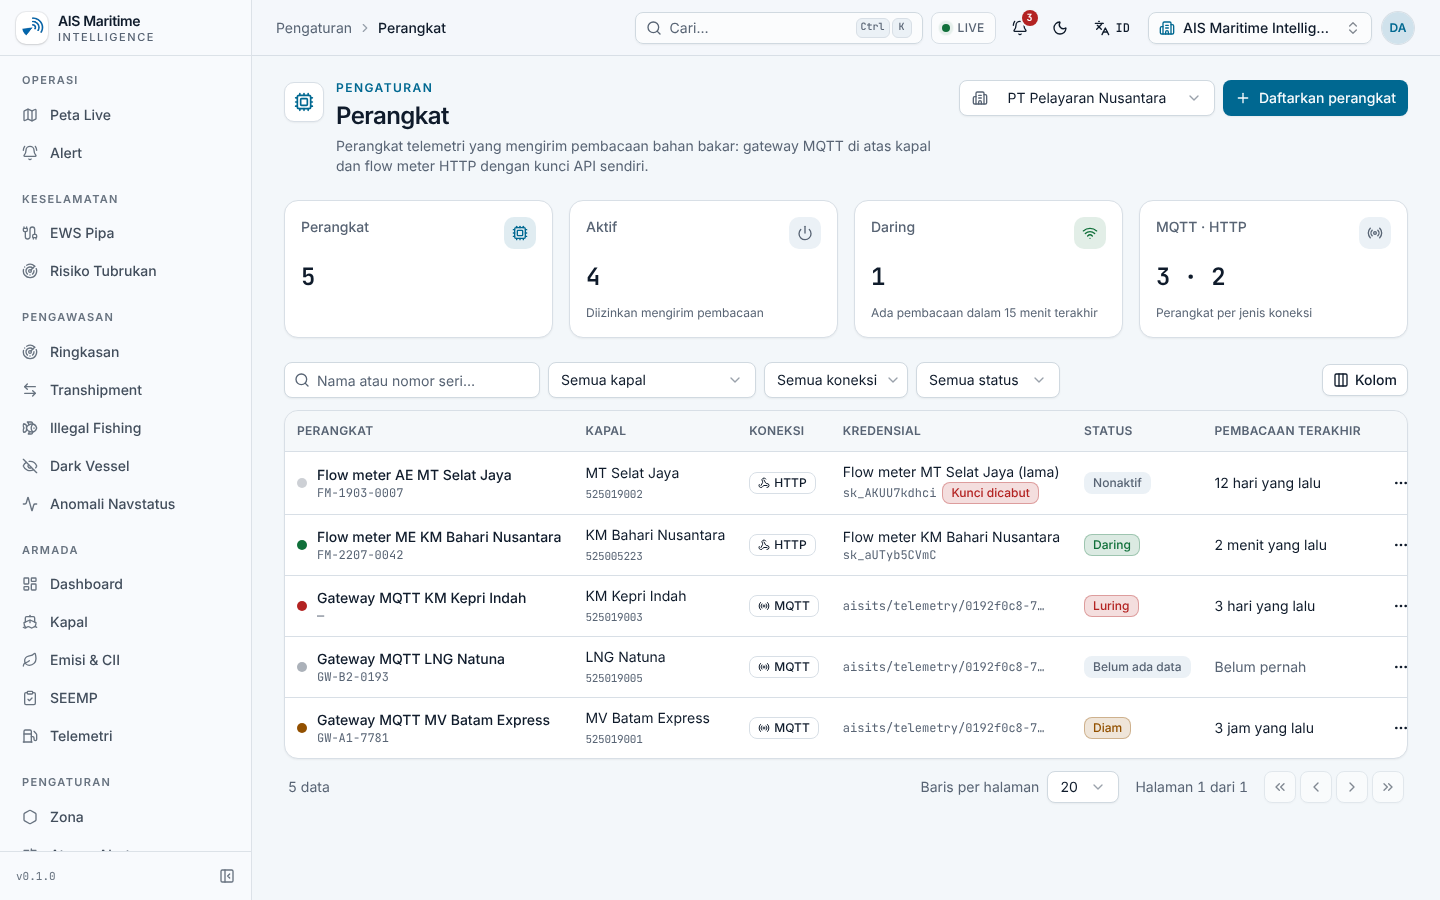 AIS Maritime
INTELLIGENCE
Pengaturan > Perangkat
Cari...
Ctrl K
LIVE
3
ID
AIS Maritime Intellig...
DA
OPERASI
Peta Live
Alert
KESELAMATAN
EWS Pipa
Risiko Tubrukan
PENGAWASAN
Ringkasan
Transhipment
Illegal Fishing
Dark Vessel
Anomali Navstatus
ARMADA
Dashboard
Kapal
Emisi & CII
SEEMP
Telemetri
PENGATURAN
Zona
v0.1.0
PENGATURAN
Perangkat
Perangkat telemetri yang mengirim pembacaan bahan bakar: gateway MQTT di atas kapal
dan flow meter HTTP dengan kunci API sendiri.
PT Pelayaran Nusantara
+ Daftarkan perangkat
Perangkat
5
Aktif
4
Diizinkan mengirim pembacaan
Daring
1
Ada pembacaan dalam 15 menit terakhir
MQTT · HTTP
3 · 2
Perangkat per jenis koneksi
Nama atau nomor seri...
Semua kapal
Semua koneksi
Semua status
Kolom
PERANGKAT KAPAL KONEKSI KREDENSIAL STATUS PEMBACAAN TERAKHIR
Flow meter AE MT Selat Jaya
FM-1903-0007
MT Selat Jaya
525019002
HTTP
Flow meter MT Selat Jaya (lama)
sk_AKUU7kdhci Kunci dicabut
Nonaktif
12 hari yang lalu
Flow meter ME KM Bahari Nusantara
FM-2207-0042
KM Bahari Nusantara
525005223
HTTP
Flow meter KM Bahari Nusantara
sk_aUTyb5CVmC
Daring
2 menit yang lalu
Gateway MQTT KM Kepri Indah
—
KM Kepri Indah
525019003
MQTT
aisits/telemetry/0192f0c8-7…
Luring
3 hari yang lalu
Gateway MQTT LNG Natuna
GW-B2-0193
LNG Natuna
525019005
MQTT
aisits/telemetry/0192f0c8-7…
Belum ada data
Belum pernah
Gateway MQTT MV Batam Express
GW-A1-7781
MV Batam Express
525019001
MQTT
aisits/telemetry/0192f0c8-7…
Diam
3 jam yang lalu
5 data
Baris per halaman 20
Halaman 1 dari 1